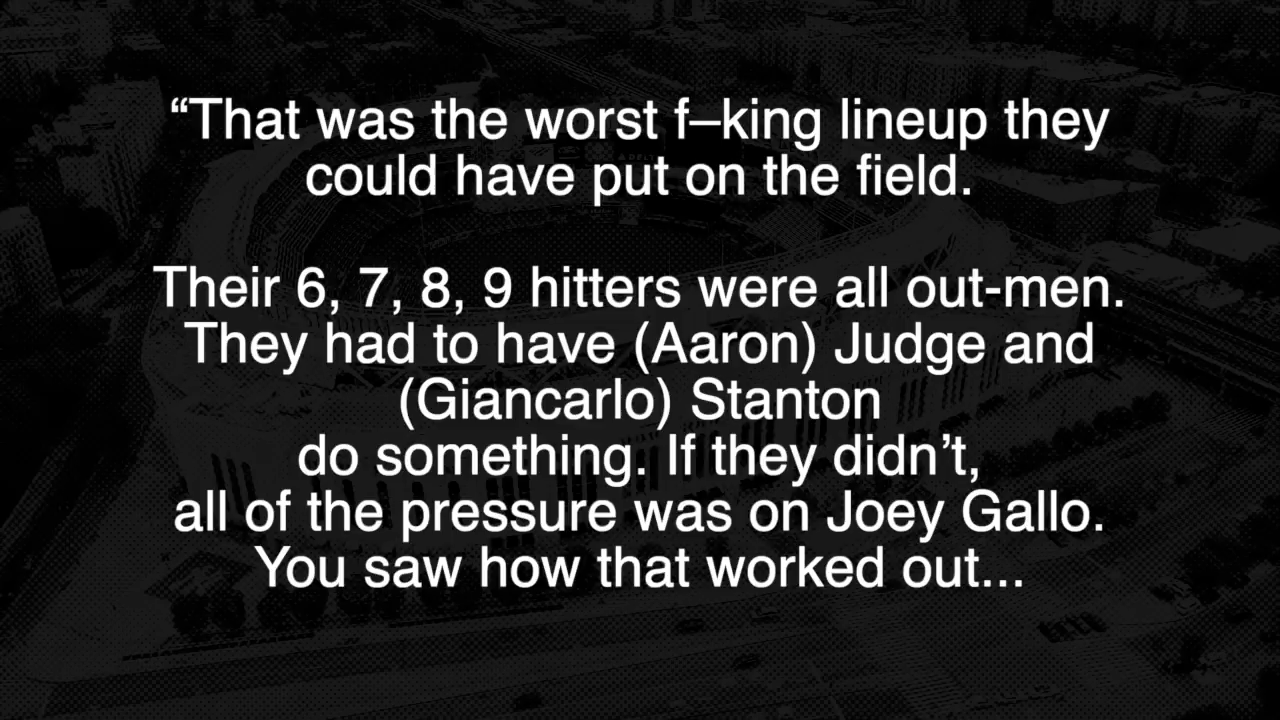 “That was the worst f–king lineup they
could have put on the field.
Their 6, 7, 8, 9 hitters were all out-men.
They had to have (Aaron) Judge and
(Giancarlo) Stanton
do something. If they didn’t,
all of the pressure was on Joey Gallo.
You saw how that worked out...